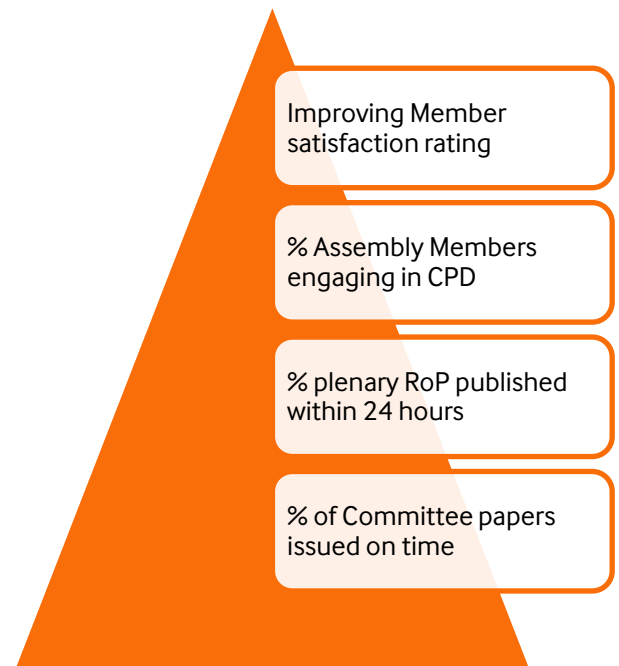 Improving Member
satisfaction rating
% Assembly Members
engaging in CPD
% plenary RoP published
within 24 hours
% of Committee papers
issued on time